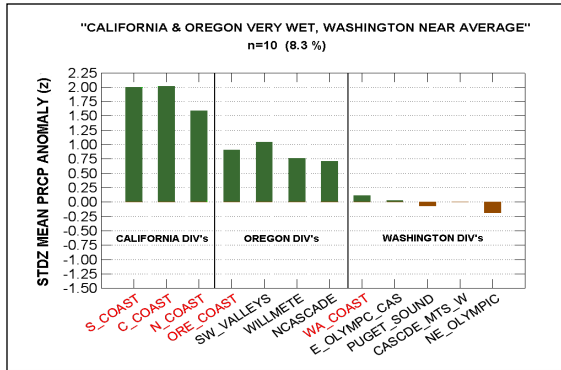 "CALIFORNIA & OREGON VERY WET, WASHINGTON NEAR AVERAGE"
n=10 (8.3 %)
STDZ MEAN PRCP ANOMALY (z)
2.25
2.00
1.75
1.50
1.25
1.00
0.75
0.50
0.25
0.00
-0.25
-0.50
-0.75
-1.00
-1.25
-1.50
CALIFORNIA DIV's
OREGON DIV's
WASHINGTON DIV's
S_COAST
C_COAST
N_COAST
ORE_COAST
SW_VALLEYS
WILLMETE
NCASCADE
WA_COAST
E_OLYMPC_CAS
PUGET_SOUND
CASCDE_MTS_W
NE_OLYMPIC